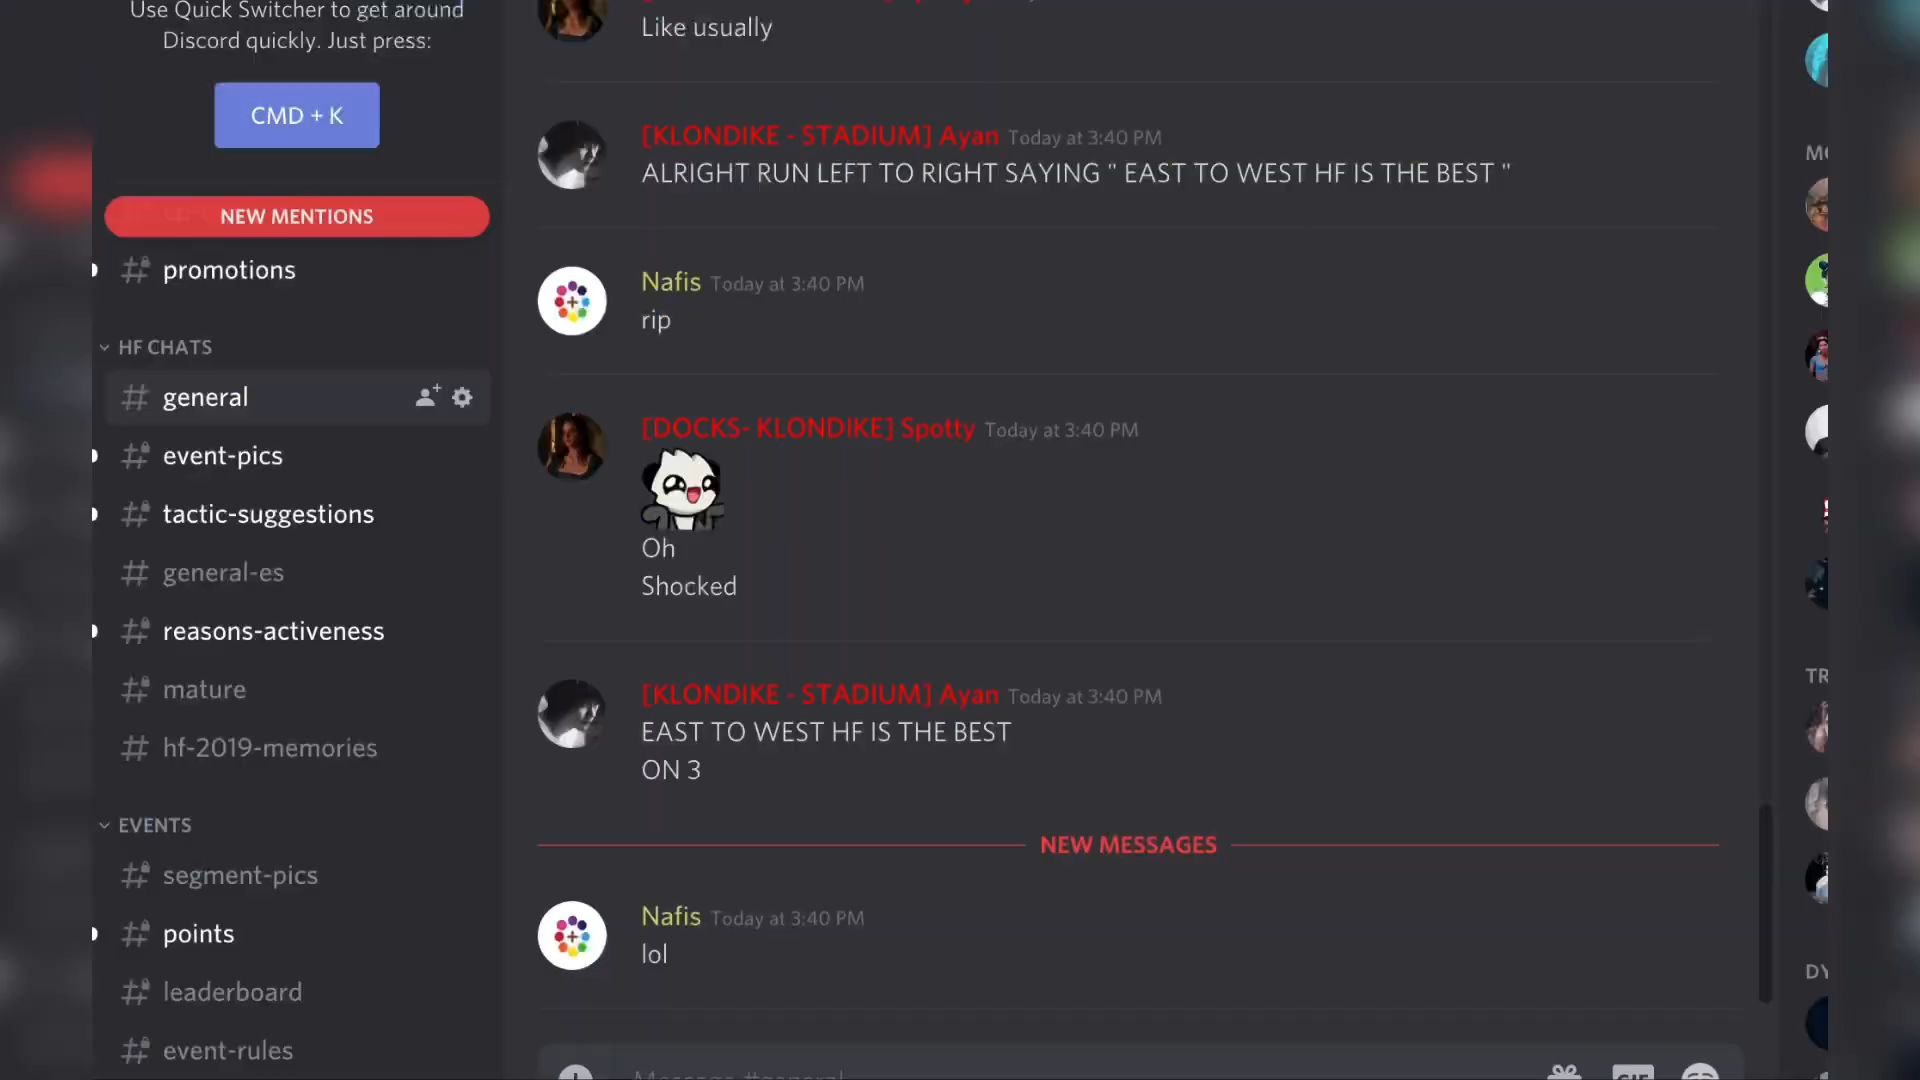 Use Quick Switcher to get around
Discord quickly. Just press:
CMD + K
NEW MENTIONS
promotions
HF CHATS
general
event-pics
tactic-suggestions
general-es
reasons-activeness
mature
hf-2019-memories
EVENTS
segment-pics
points
leaderboard
event-rules
Like usually
[KLONDIKE - STADIUM] Ayan Today at 3:40 PM
ALRIGHT RUN LEFT TO RIGHT SAYING " EAST TO WEST HF IS THE BEST "
Nafis Today at 3:40 PM
rip
[DOCKS- KLONDIKE] Spotty Today at 3:40 PM
Oh
Shocked
[KLONDIKE - STADIUM] Ayan Today at 3:40 PM
EAST TO WEST HF IS THE BEST
ON 3
NEW MESSAGES
Nafis Today at 3:40 PM
lol
Message #general
GIF
TR
DY